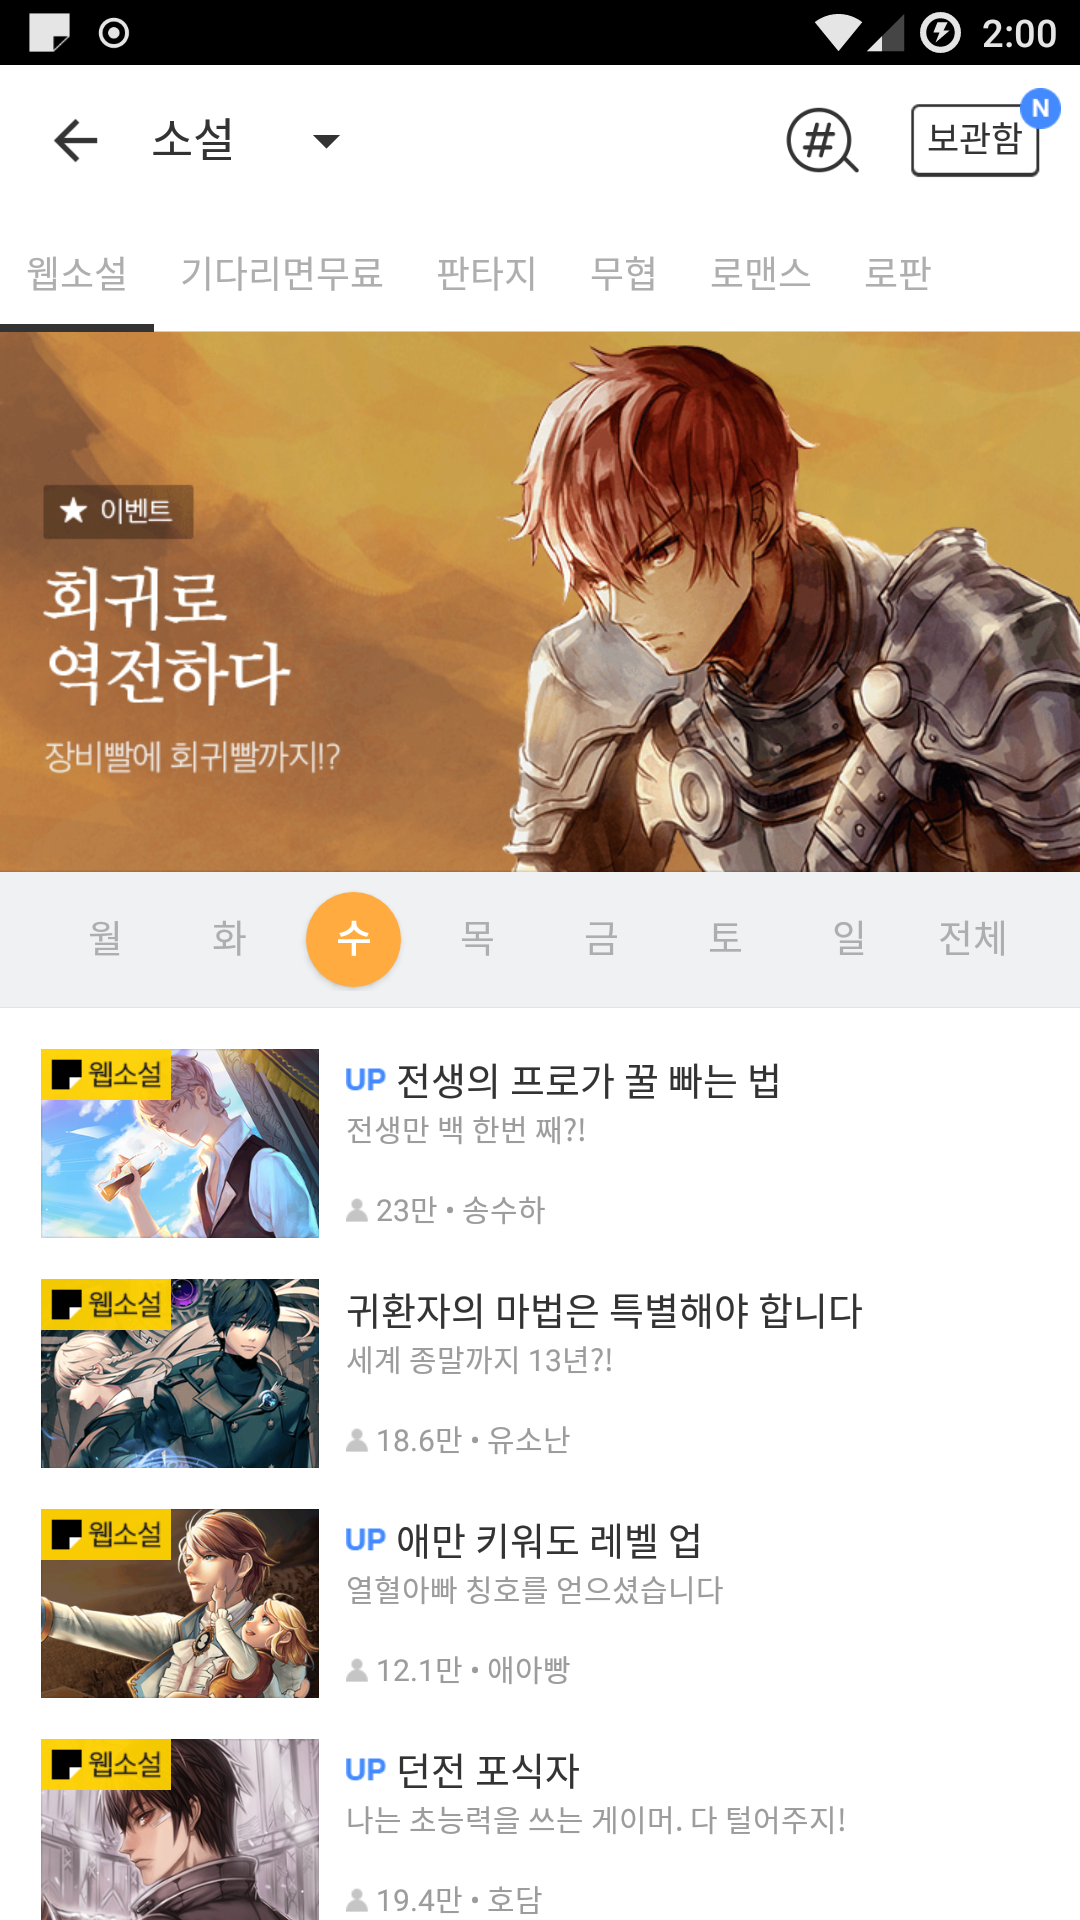 2:00
소설
#
보관함
N
웹소설 기다리면무료 판타지 무협 로맨스 로판
★ 이벤트
회귀로
역전하다
장비빨에 회귀빨까지!?
월 화 수 목 금 토 일 전체
웹소설
UP 전생의 프로가 꿀 빠는 법
전생만 백 한번 째?!
23만 • 송수하
웹소설
귀환자의 마법은 특별해야 합니다
세계 종말까지 13년?!
18.6만 • 유소난
웹소설
UP 애만 키워도 레벨 업
열혈아빠 칭호를 얻으셨습니다
12.1만 • 애아빵
웹소설
UP 던전 포식자
나는 초능력을 쓰는 게이머. 다 털어주지!
19.4만 • 호담